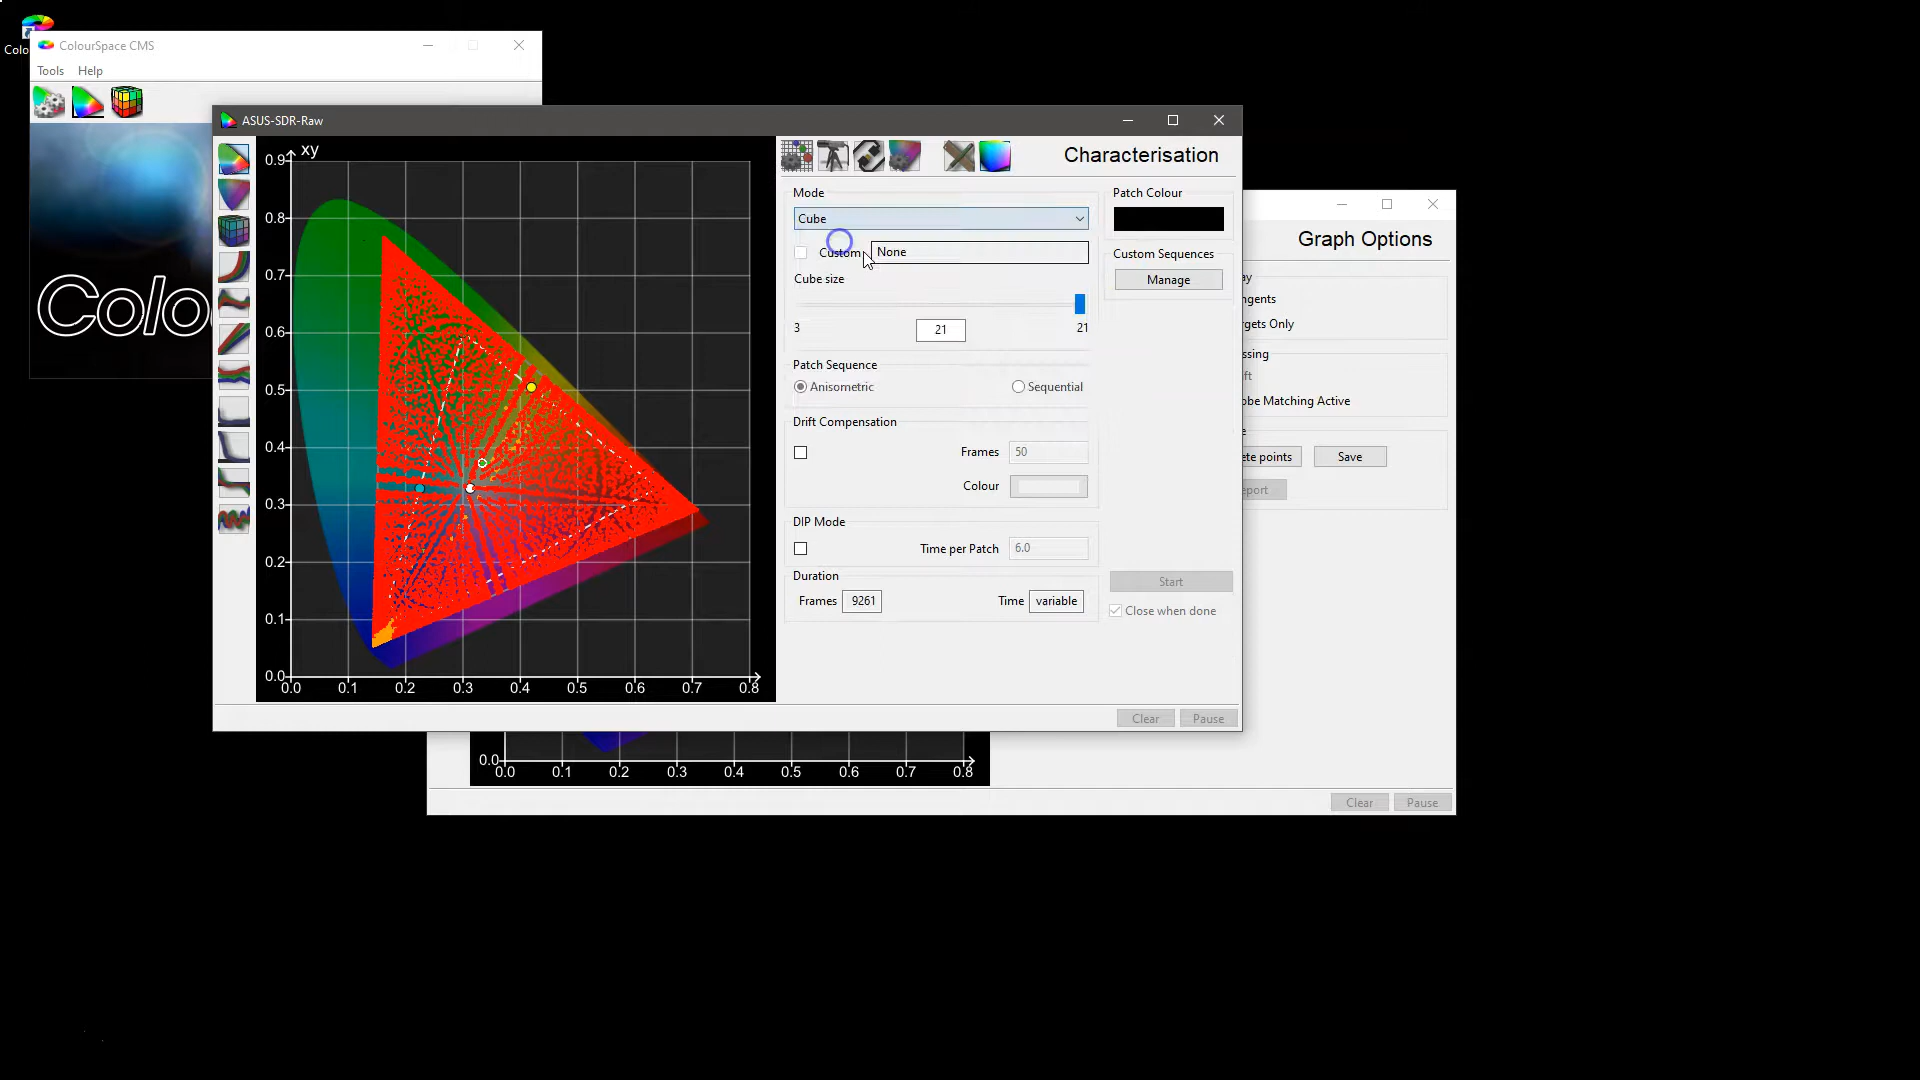 Colo
ColourSpace CMS
Tools Help
Colo
ASUS-SDR-Raw
xy
0.9
0.8
0.7
0.6
0.5
0.4
0.3
0.2
0.1
0.0
0.0 0.1 0.2 0.3 0.4 0.5 0.6 0.7 0.8
Characterisation
Mode
Cube
Custom None
Cube size
3 21 21
Patch Sequence
Anisometric Sequential
Drift Compensation
Frames 50
Colour
DIP Mode
Time per Patch 6.0
Duration
Frames 9261 Time variable
Patch Colour
Custom Sequences
Manage
Start
Close when done
Clear Pause
Graph Options
ay
ngents
rgets Only
ssing
ift
obe Matching Active
e
ete points Save
eport
0.0
0.0 0.1 0.2 0.3 0.4 0.5 0.6 0.7 0.8
Clear Pause